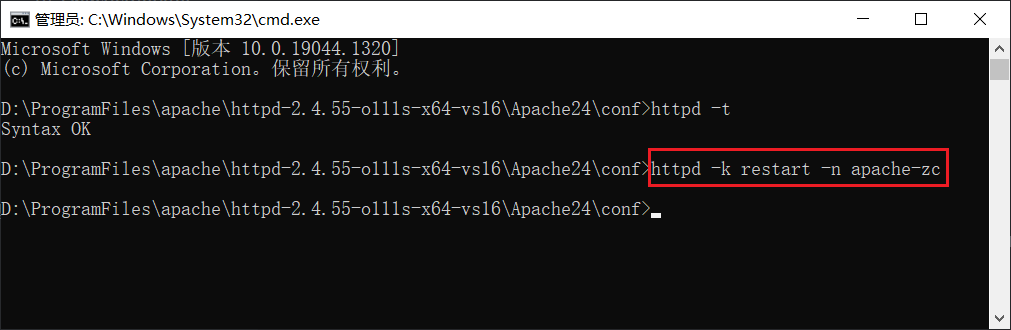 管理员: C:\Windows\System32\cmd.exe
Microsoft Windows [版本 10.0.19044.1320]
(c) Microsoft Corporation。保留所有权利。
D:\ProgramFiles\apache\httpd-2.4.55-o111s-x64-vs16\Apache24\conf>httpd -t
Syntax OK
D:\ProgramFiles\apache\httpd-2.4.55-o111s-x64-vs16\Apache24\conf>httpd -k restart -n apache-zc
D:\ProgramFiles\apache\httpd-2.4.55-o111s-x64-vs16\Apache24\conf>